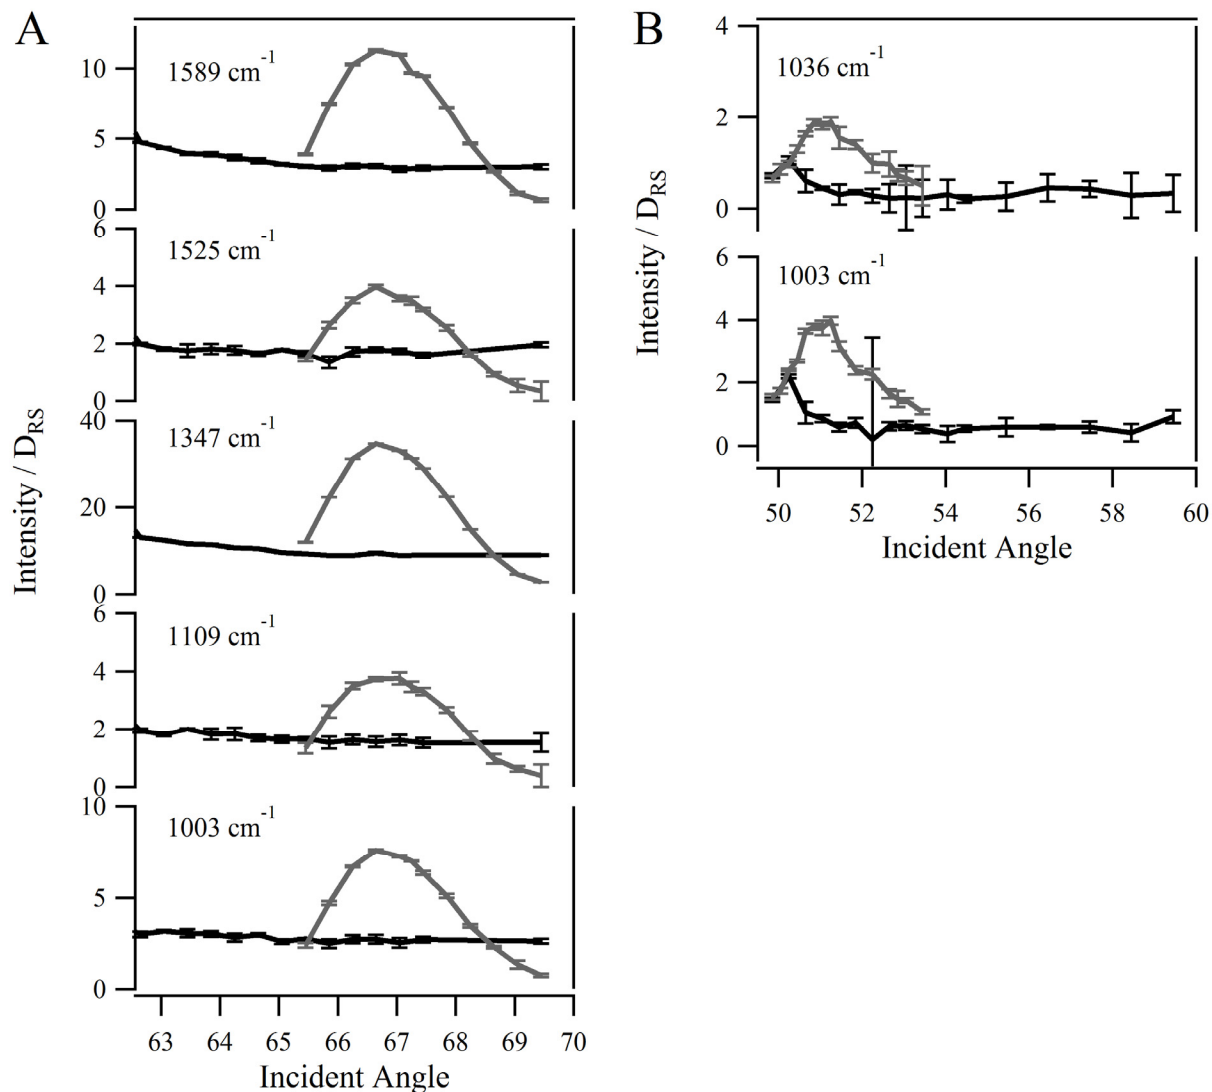 A
1589 cm⁻¹
10
5
0
1525 cm⁻¹
6
4
2
0
1347 cm⁻¹
40
20
0
1109 cm⁻¹
6
4
2
0
1003 cm⁻¹
10
5
0
Intensity / D_RS
63 64 65 66 67 68 69 70
Incident Angle
B
1036 cm⁻¹
4
2
0
1003 cm⁻¹
6
4
2
0
Intensity / D_RS
50 52 54 56 58 60
Incident Angle